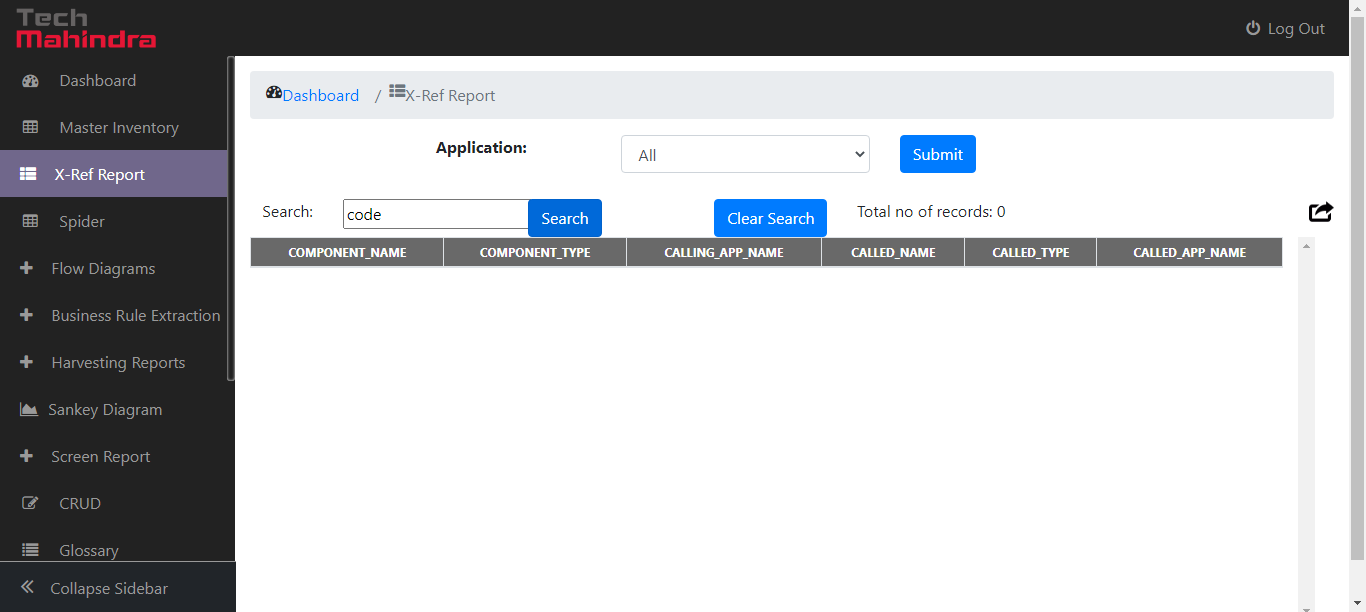 Tech
Mahindra
Log Out
Dashboard
Master Inventory
X-Ref Report
Spider
Flow Diagrams
Business Rule Extraction
Harvesting Reports
Sankey Diagram
Screen Report
CRUD
Glossary
Collapse Sidebar
Dashboard / X-Ref Report
Application: All Submit
Search: code Search Clear Search Total no of records: 0
COMPONENT_NAME COMPONENT_TYPE CALLING_APP_NAME CALLED_NAME CALLED_TYPE CALLED_APP_NAME